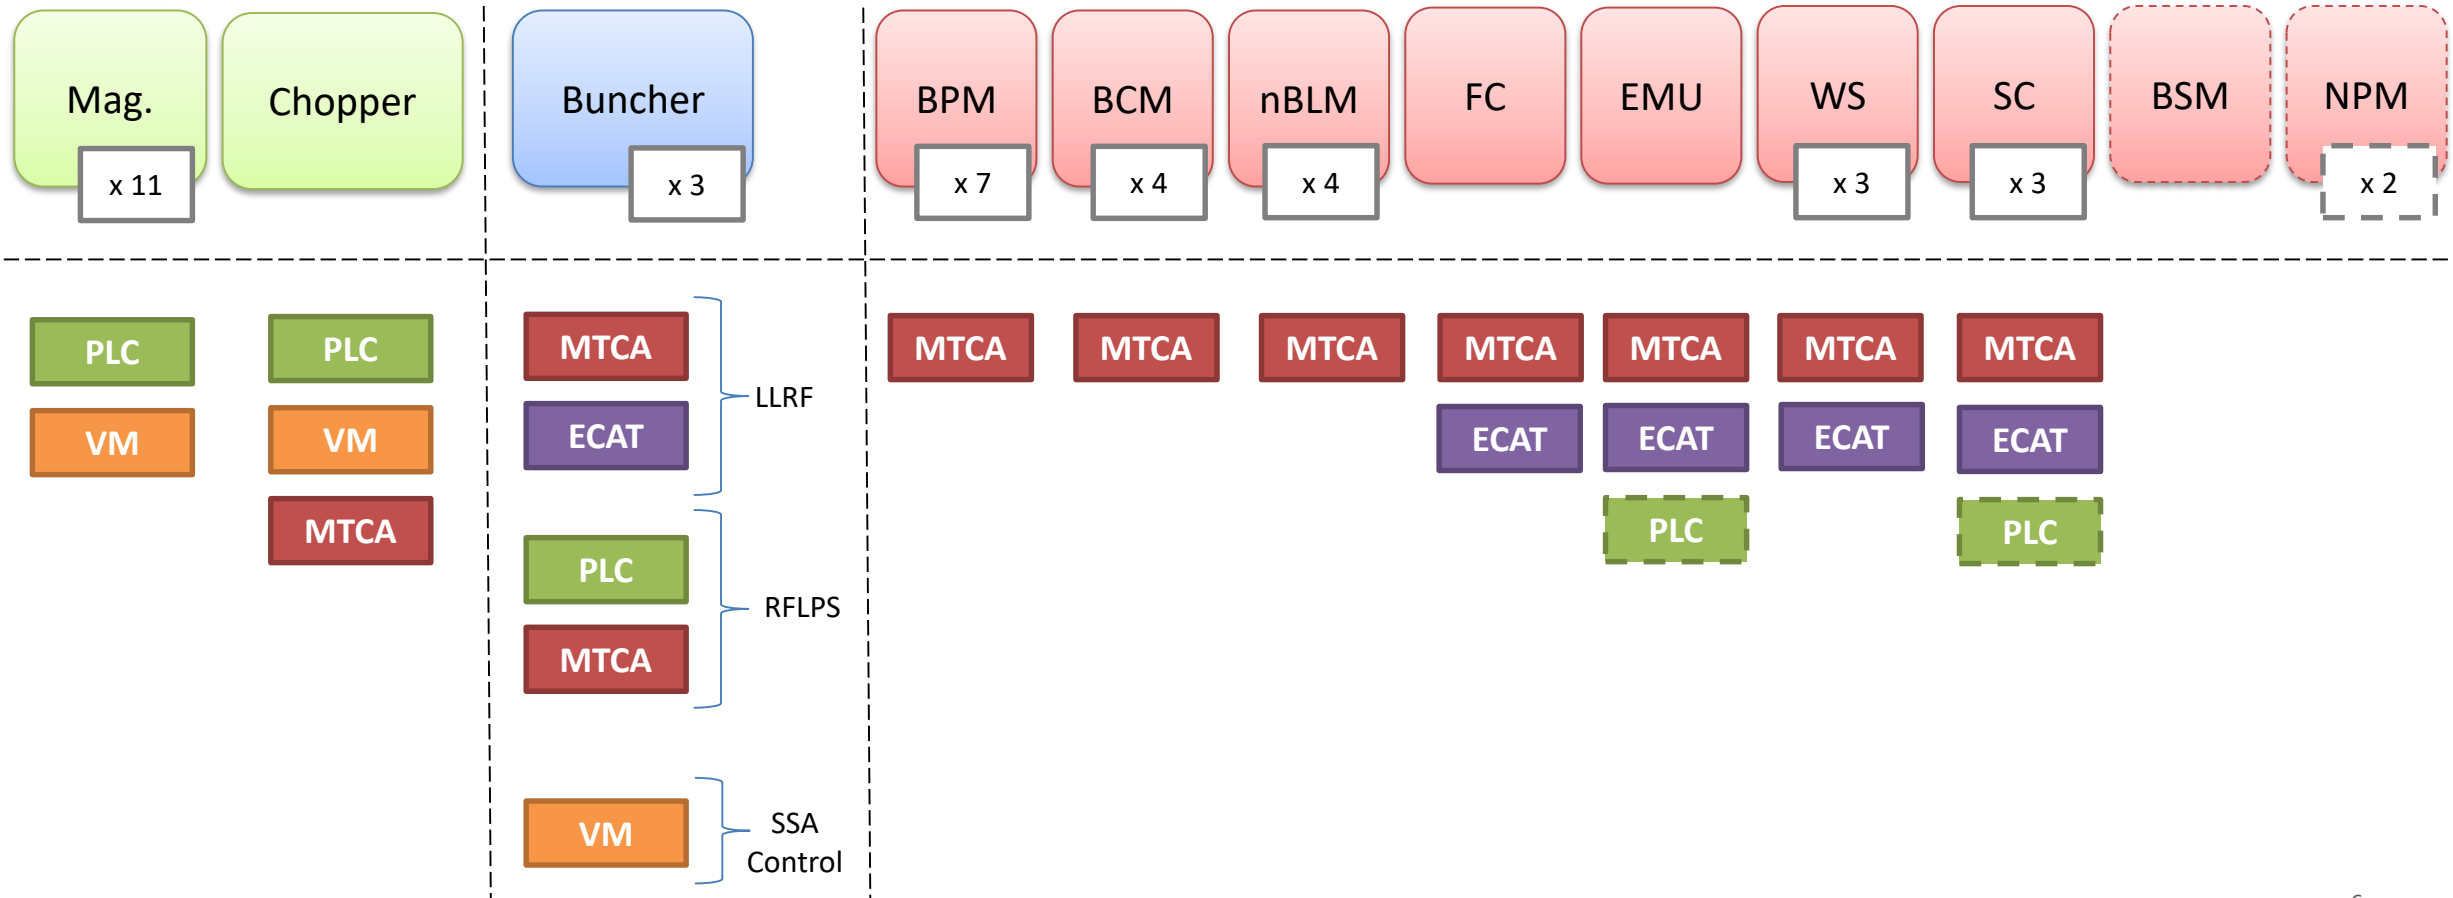 Mag.
Chopper
Buncher
BPM
BCM
nBLM
FC
EMU
WS
SC
BSM
NPM
x 11
x 3
x 7
x 4
x 4
x 3
x 3
x 2
PLC
PLC
MTCA
MTCA
MTCA
MTCA
MTCA
MTCA
MTCA
MTCA
LLRF
VM
VM
ECAT
ECAT
ECAT
ECAT
ECAT
MTCA
PLC
PLC
PLC
RFLPS
MTCA
VM
SSA
Control